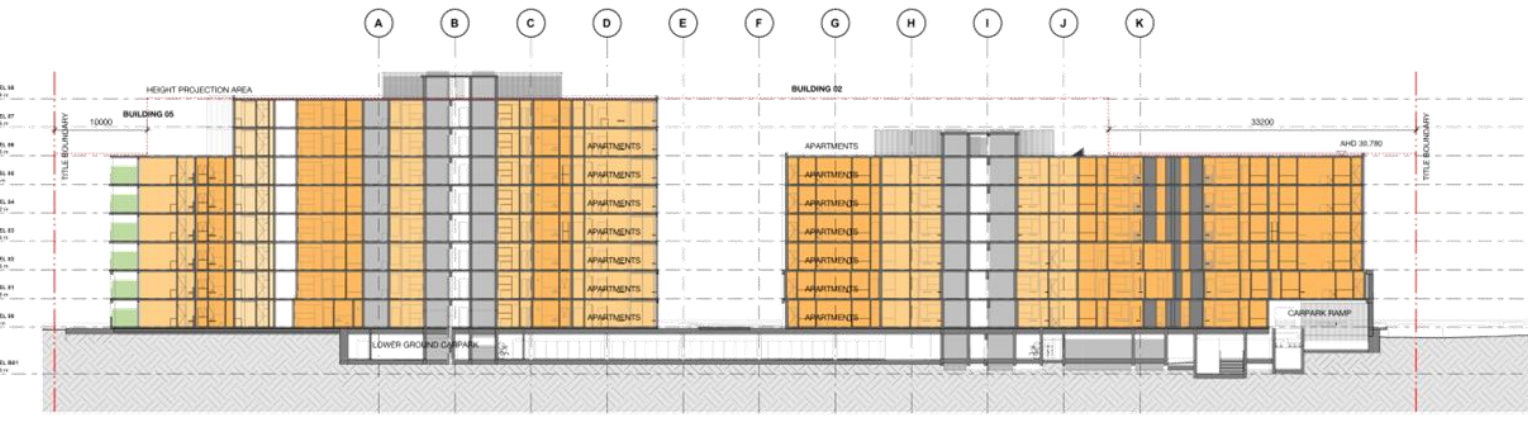 A B C D E F G H I J K
HEIGHT PROJECTION AREA
BUILDING 02
BUILDING 05
10000
33200
TITLE BOUNDARY
TITLE BOUNDARY
AHD 30,780
APARTMENTS APARTMENTS
APARTMENTS APARTMENTS
APARTMENTS APARTMENTS
APARTMENTS APARTMENTS
APARTMENTS APARTMENTS
APARTMENTS APARTMENTS
APARTMENTS APARTMENTS
CARPARK RAMP
LOWER GROUND CARPARK